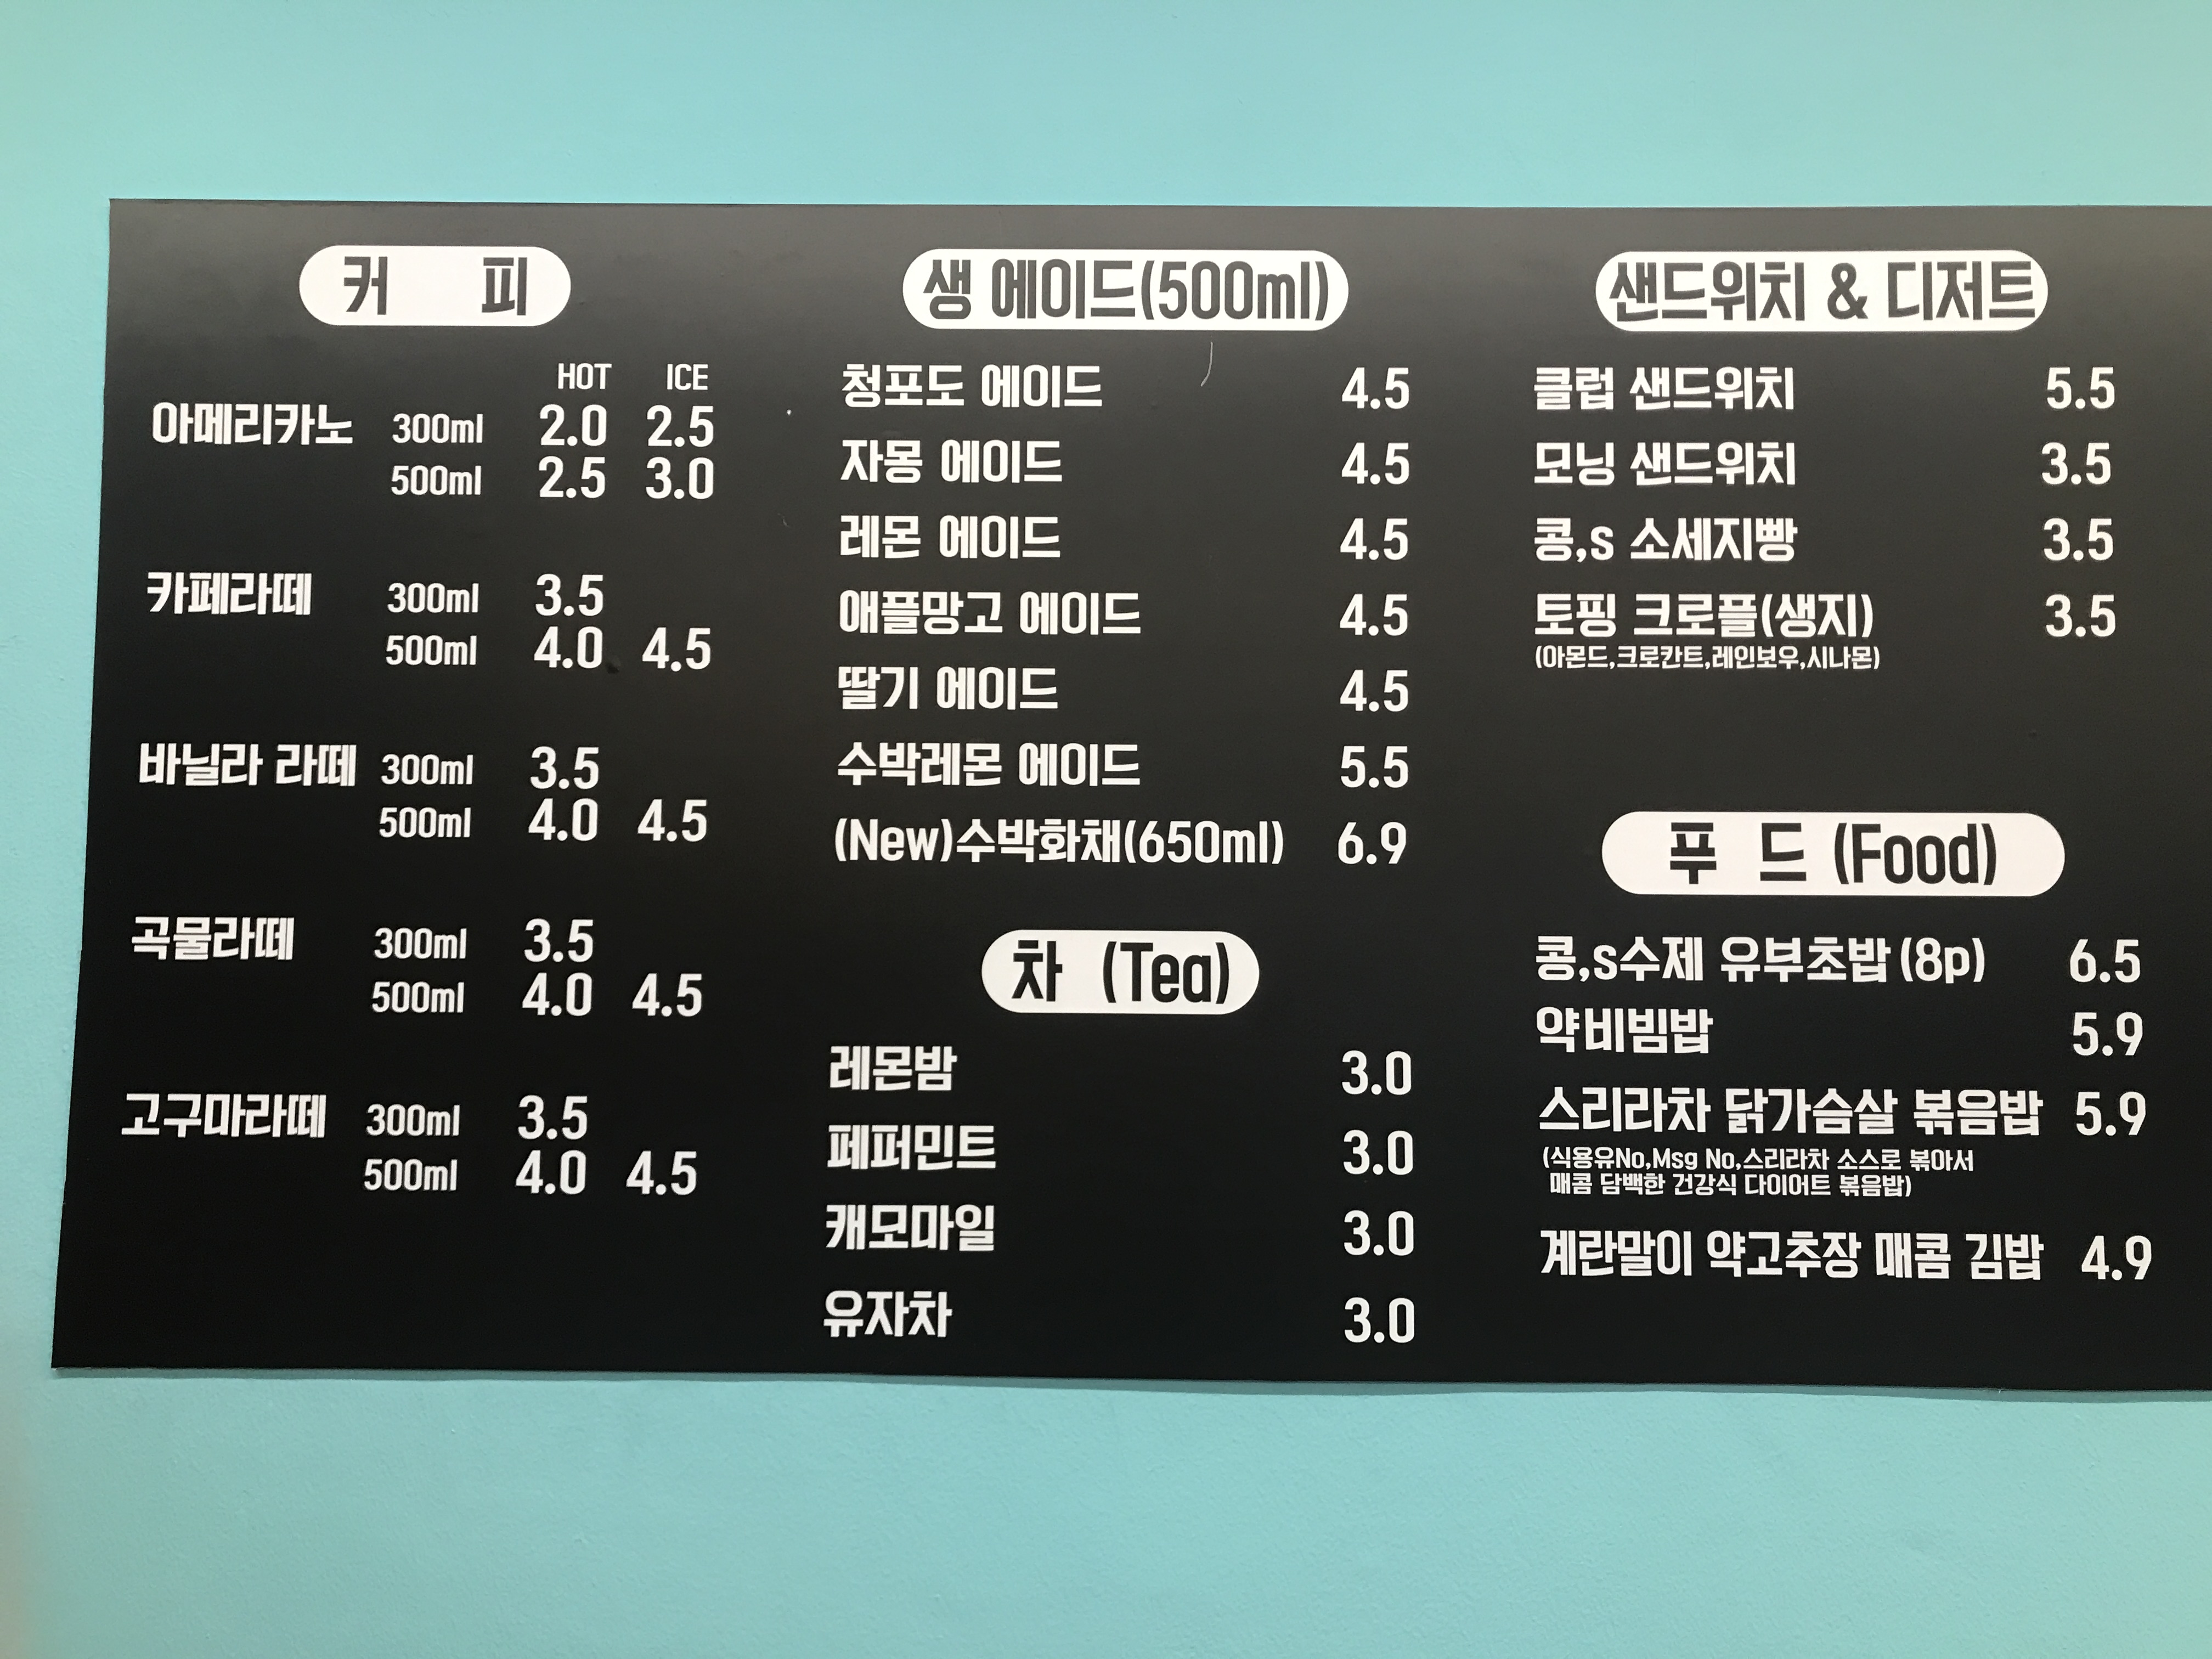 커 피
HOT ICE
아메리카노 300ml 2.0 2.5
500ml 2.5 3.0
카페라떼 300ml 3.5
500ml 4.0 4.5
바닐라 라떼 300ml 3.5
500ml 4.0 4.5
곡물라떼 300ml 3.5
500ml 4.0 4.5
고구마라떼 300ml 3.5
500ml 4.0 4.5
생 에이드(500ml)
청포도 에이드 4.5
자몽 에이드 4.5
레몬 에이드 4.5
애플망고 에이드 4.5
딸기 에이드 4.5
수박레몬 에이드 5.5
(New)수박화채(650ml) 6.9
차 (Tea)
레몬밤 3.0
페퍼민트 3.0
캐모마일 3.0
유자차 3.0
샌드위치 & 디저트
클럽 샌드위치 5.5
모닝 샌드위치 3.5
콩,s 소세지빵 3.5
토핑 크로플(생지) 3.5
(아몬드,크로칸트,레인보우,시나몬)
푸 드 (Food)
콩,s수제 유부초밥 (8p) 6.5
약비빔밥 5.9
스리라차 닭가슴살 볶음밥 5.9
(식용유No,Msg No,스리라차 소스로 볶아서
매콤 담백한 건강식 다이어트 볶음밥)
계란말이 약고추장 매콤 김밥 4.9